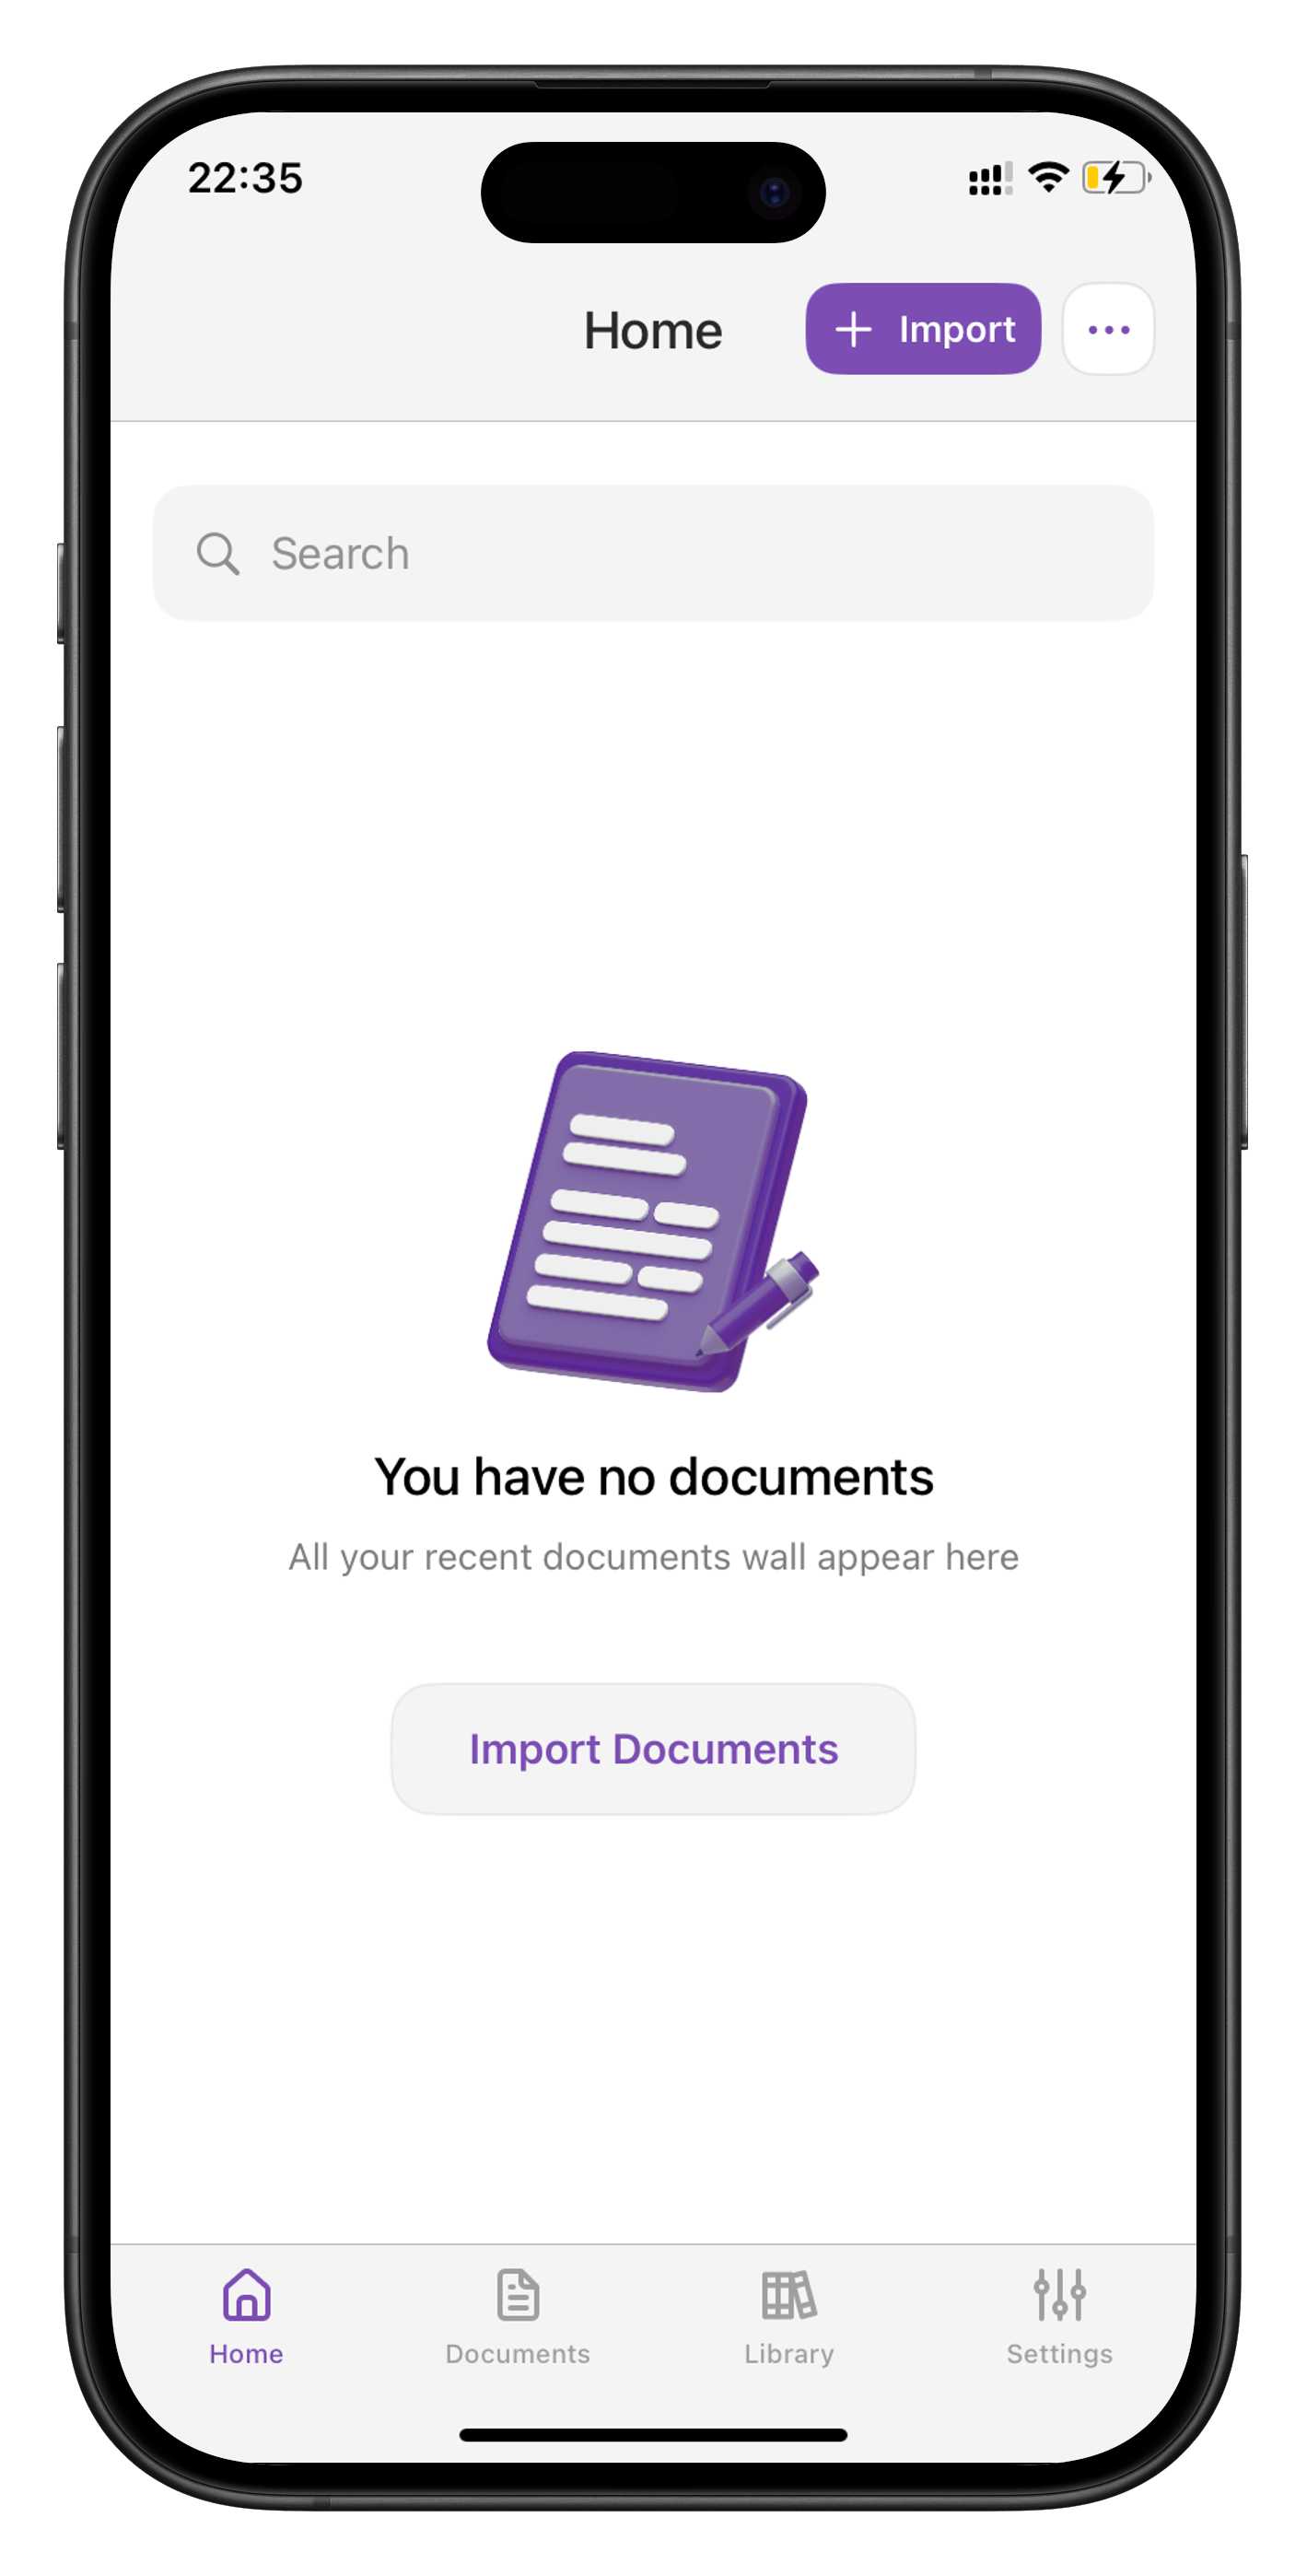 22:35
Home
Import
Search
You have no documents
All your recent documents wall appear here
Import Documents
Home
Documents
Library
Settings